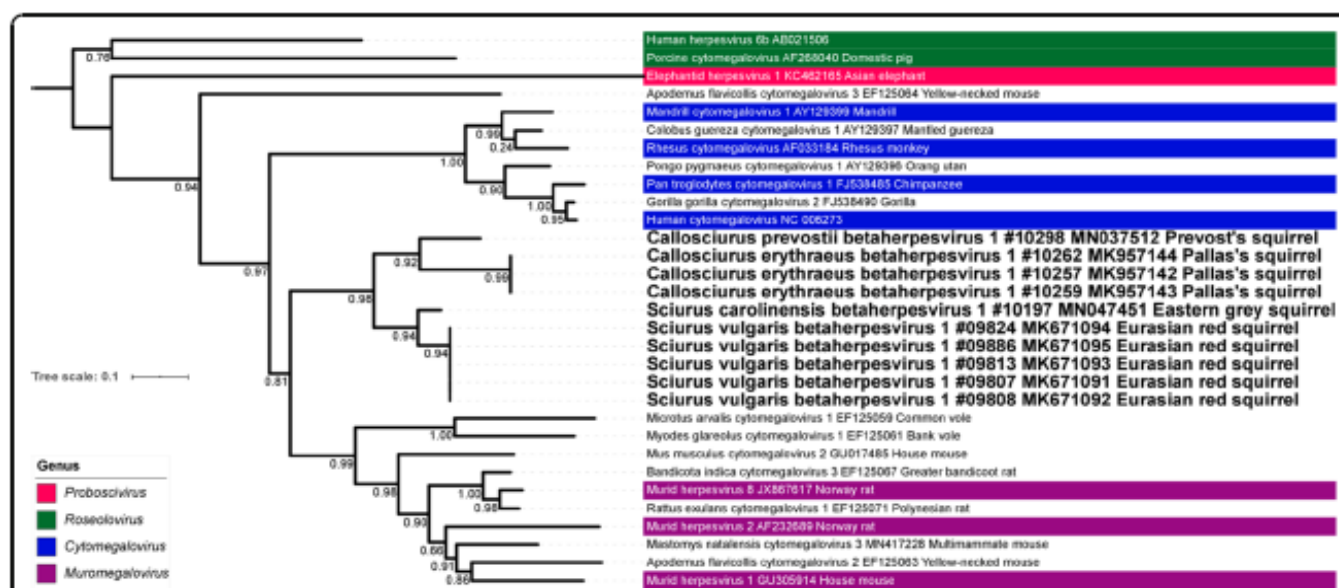 Human herpesvirus 6b AB021506
0.76
Porcine cytomegalovirus AF268040 Domestic pig
Elephantid herpesvirus 1 KC462165 Asian elephant
Apodemus flavicollis cytomegalovirus 3 EF125064 Yellow-necked mouse
Mandrill cytomegalovirus 1 AY129399 Mandrill
0.99
Colobus guereza cytomegalovirus 1 AY129397 Mantled guereza
0.24
Rhesus cytomegalovirus AF033184 Rhesus monkey
1.00
Pongo pygmaeus cytomegalovirus 1 AY129396 Orang utan
0.94
0.90
Pan troglodytes cytomegalovirus 1 FJ538485 Chimpanzee
1.00
Gorilla gorilla cytomegalovirus 2 FJ538490 Gorilla
0.95
Human cytomegalovirus NC 006273
Callosciurus prevostii betaherpesvirus 1 #10298 MN037512 Prevost's squirrel
0.92
Callosciurus erythraeus betaherpesvirus 1 #10262 MK957144 Pallas's squirrel
0.97
0.99
Callosciurus erythraeus betaherpesvirus 1 #10257 MK957142 Pallas's squirrel
Callosciurus erythraeus betaherpesvirus 1 #10259 MK957143 Pallas's squirrel
0.98
Sciurus carolinensis betaherpesvirus 1 #10197 MN047451 Eastern grey squirrel
Sciurus vulgaris betaherpesvirus 1 #09824 MK671094 Eurasian red squirrel
0.94
Sciurus vulgaris betaherpesvirus 1 #09886 MK671095 Eurasian red squirrel
0.94
Sciurus vulgaris betaherpesvirus 1 #09813 MK671093 Eurasian red squirrel
Tree scale: 0.1
0.81
Sciurus vulgaris betaherpesvirus 1 #09807 MK671091 Eurasian red squirrel
Sciurus vulgaris betaherpesvirus 1 #09808 MK671092 Eurasian red squirrel
Microtus arvalis cytomegalovirus 1 EF125059 Common vole
1.00
Myodes glareolus cytomegalovirus 1 EF125061 Bank vole
0.99
Mus musculus cytomegalovirus 2 GU017485 House mouse
Genus
0.98
Bandicota indica cytomegalovirus 3 EF125067 Greater bandicoot rat
Proboscivirus
1.00
Murid herpesvirus 8 JX867617 Norway rat
0.98
Rattus exulans cytomegalovirus 1 EF125071 Polynesian rat
Roseolovirus
0.90
Murid herpesvirus 2 AF232689 Norway rat
Cytomegalovirus
Mastomys natalensis cytomegalovirus 3 MN417228 Multimammate mouse
0.66
0.91
Apodemus flavicollis cytomegalovirus 2 EF125063 Yellow-necked mouse
Muromegalovirus
0.86
Murid herpesvirus 1 GU305914 House mouse